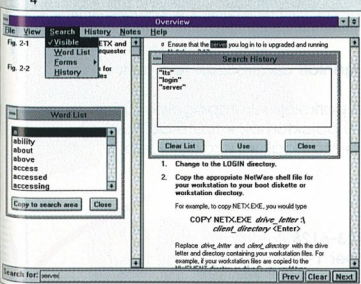 Overview
File View Search History Notes Help
Visible
Word List
Forms
History
Fig. 2-1
ETX and
equester
Fig. 2-2
s for
les
Ensure that the server you log in to is upgraded and running
Search History
"tts"
"login"
"server"
Clear List Use Close
Word List
a
ability
about
above
access
accessed
accessing
Copy to search area Close
1. Change to the LOGIN directory.
2. Copy the appropiate NetWare shell file for
your workstation to your boot diskette or
workstation directory.
For example, to copy NETX.EXE, you would type
COPY NETX.EXE drive_letter:\
client_directory <Enter>
Replace drive_letter and client_directory with the drive
letter and directory containing your workstation files. For
example, if your workstation files are copied to the
Search for: server Prev Clear Next